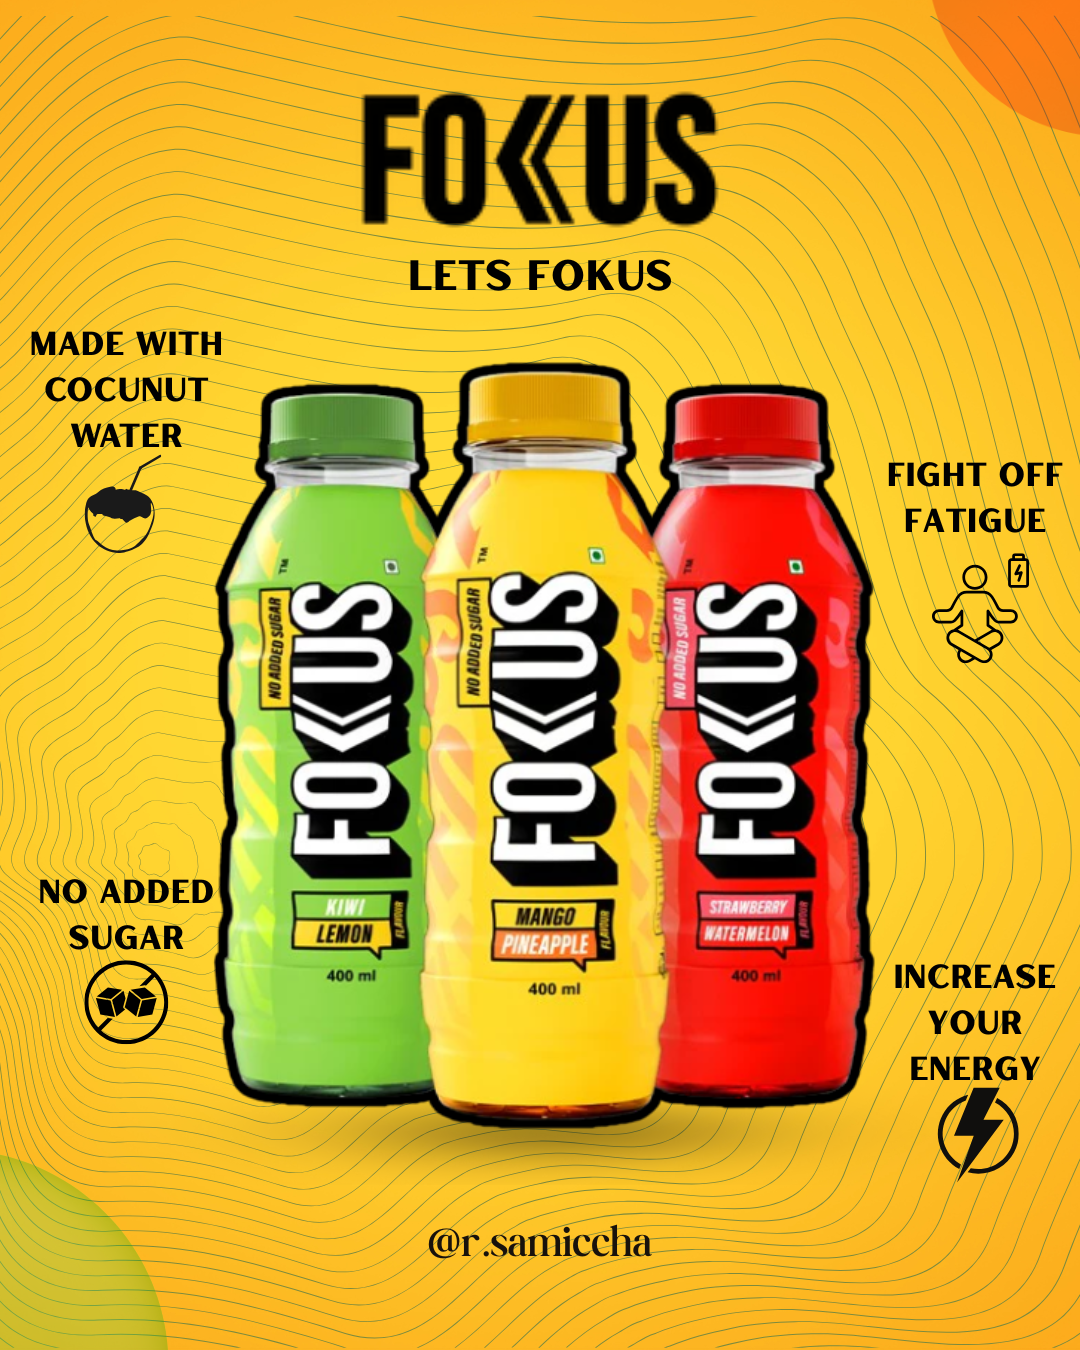 FOKUS
LETS FOKUS
MADE WITH
COCUNUT
WATER
FIGHT OFF
FATIGUE
NO ADDED
SUGAR
INCREASE
YOUR
ENERGY
TM
NO ADDED SUGAR
FOKUS
KIWI
LEMON
FLAVOUR
400 ml
TM
NO ADDED SUGAR
FOKUS
MANGO
PINEAPPLE
FLAVOUR
400 ml
TM
NO ADDED SUGAR
FOKUS
STRAWBERRY
WATERMELON
FLAVOUR
400 ml
@r.samiccha